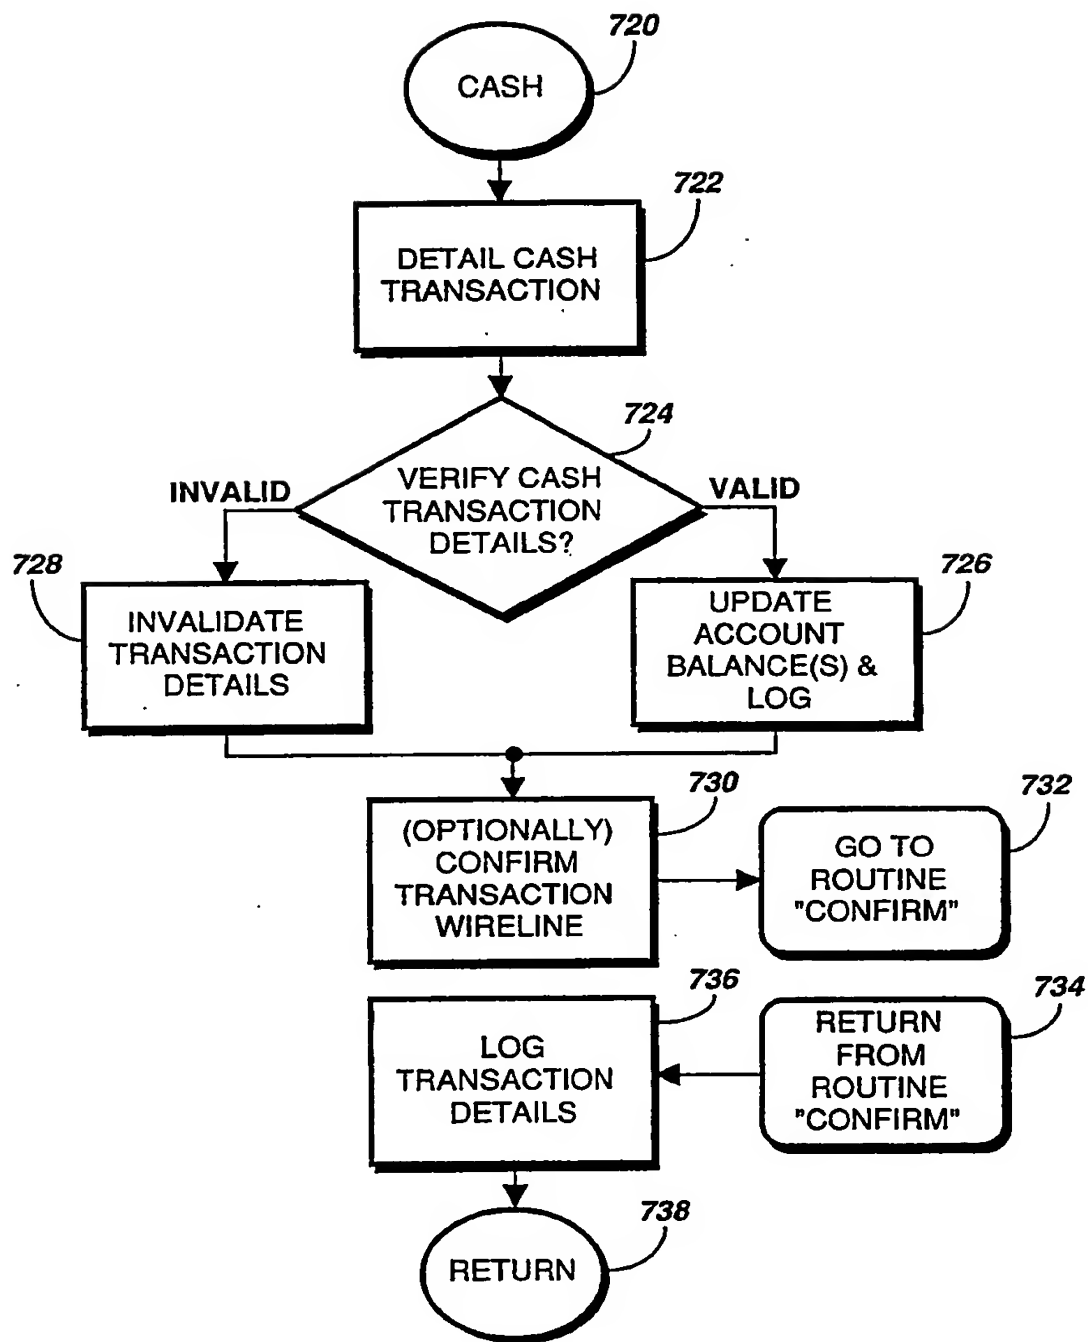 720
CASH
722
DETAIL CASH
TRANSACTION
724
INVALID
VERIFY CASH
TRANSACTION
DETAILS?
VALID
728
INVALIDATE
TRANSACTION
DETAILS
726
UPDATE
ACCOUNT
BALANCE(S) &
LOG
730
(OPTIONALLY)
CONFIRM
TRANSACTION
WIRELINE
732
GO TO
ROUTINE
"CONFIRM"
736
LOG
TRANSACTION
DETAILS
734
RETURN
FROM
ROUTINE
"CONFIRM"
738
RETURN